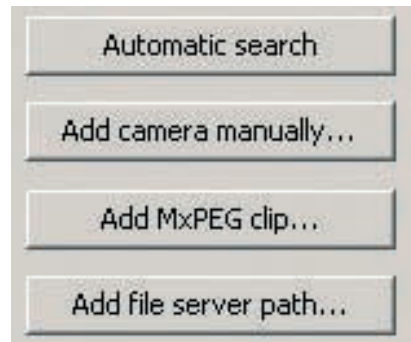 Automatic search
Add camera manually...
Add MxPEG clip...
Add file server path...